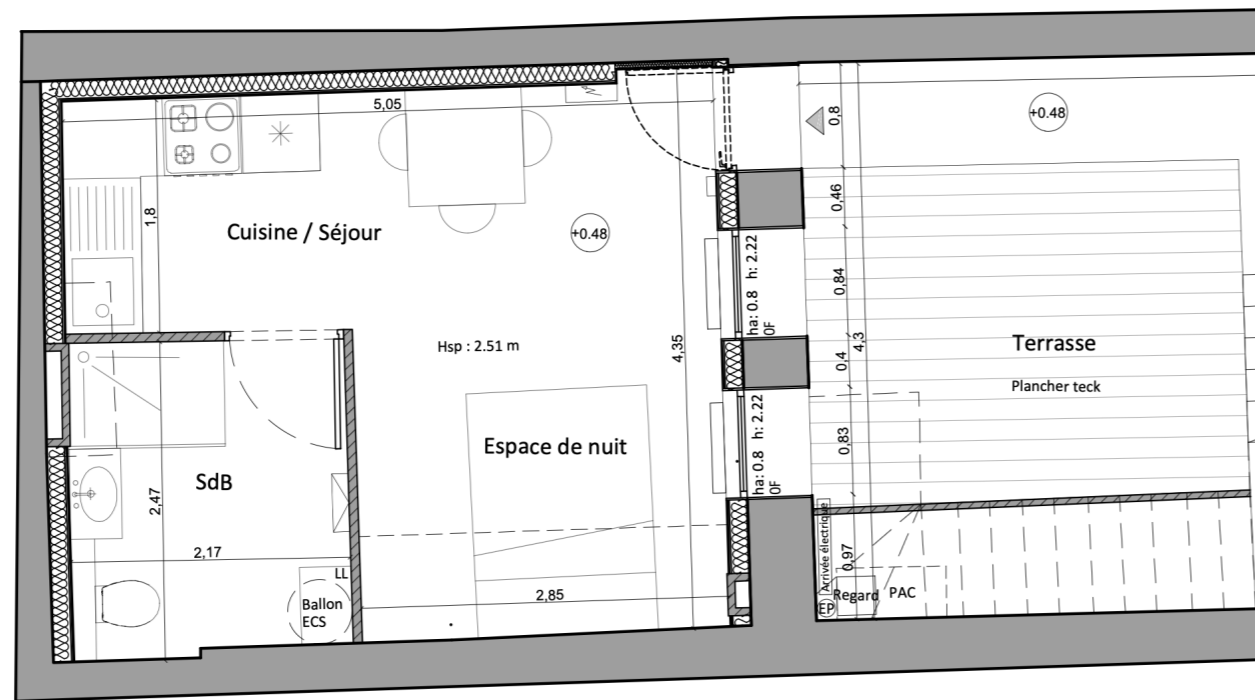 5,05
+0.48
0,8
Cuisine / Séjour
1,8
+0.48
0,46
ha: 0.8 h: 2.22
0F
0,84
Hsp : 2.51 m
4,35
4,3
0,4
Terrasse
Plancher teck
Espace de nuit
ha: 0.8 h: 2.22
0F
0,83
SdB
2,47
2,17
LL
Ballon
ECS
2,85
Arrivée électrique
0,97
EP
Regard
PAC